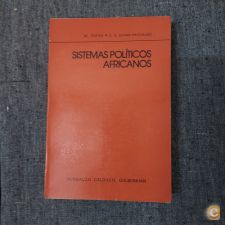 M. FORTES E E. E. EVANS-PRITCHARD
SISTEMAS POLÍTICOS
AFRICANOS
FUNDAÇÃO CALOUSTE GULBENKIAN